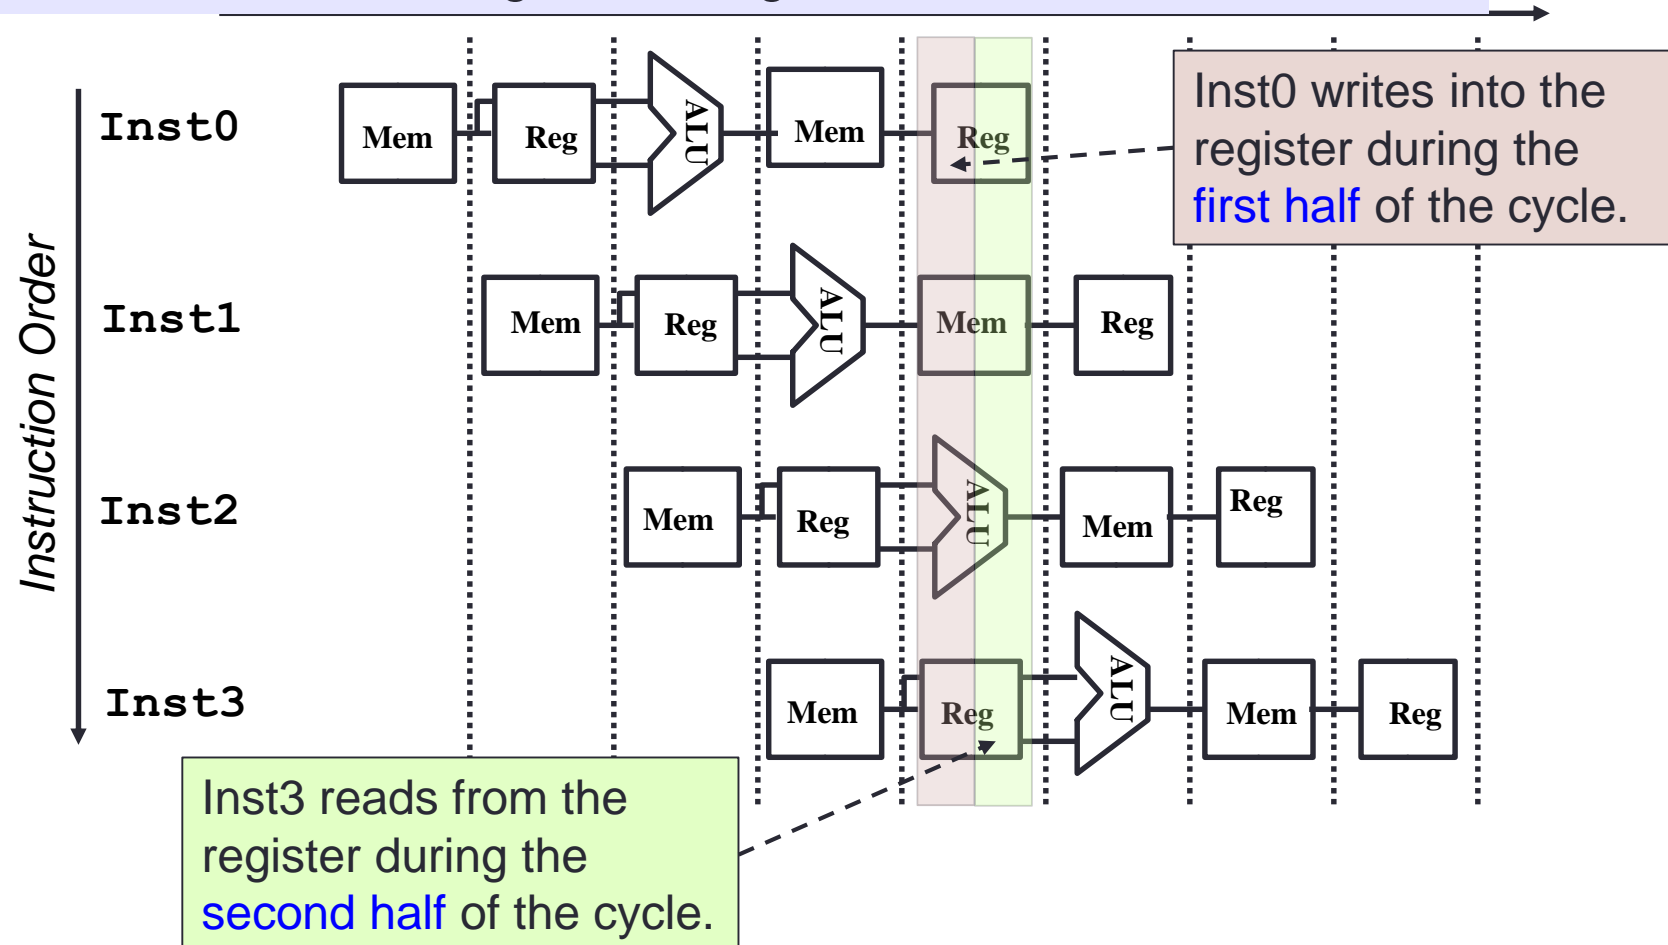 Inst0
Mem
Reg
ALU
Mem
Reg
Inst0 writes into the
register during the
first half of the cycle.
Instruction Order
Inst1
Mem
Reg
ALU
Mem
Reg
Inst2
Mem
Reg
ALU
Mem
Reg
Inst3
Mem
Reg
ALU
Mem
Reg
Inst3 reads from the
register during the
second half of the cycle.